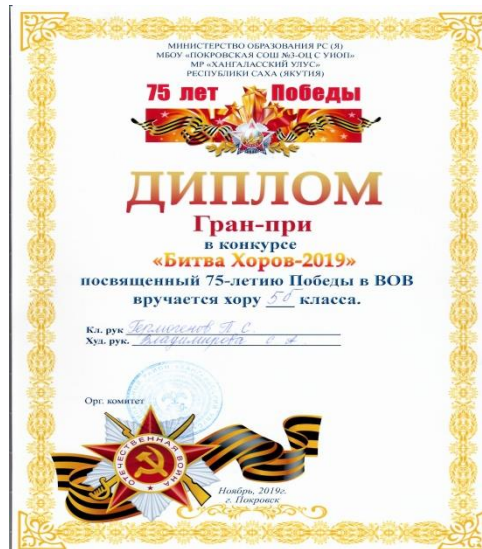 МИНИСТЕРСТВО ОБРАЗОВАНИЯ РС (Я)
МБОУ «ПОКРОВСКАЯ СОШ №3-ОЦ С УИОП»
МР «ХАНГАЛАССКИЙ УЛУС»
РЕСПУБЛИКИ САХА (ЯКУТИЯ)
75 лет Победы
ДИПЛОМ
Гран-при
в конкурсе
«Битва Хоров-2019»
посвященный 75-летию Победы в ВОВ
вручается хору 5б класса.
Кл. рук Гермогенов П. С.
Худ. рук. Владимирова С. А.
Орг. комитет
ОТЕЧЕСТВЕННАЯ ВОЙНА
Ноябрь, 2019г.
г. Покровск